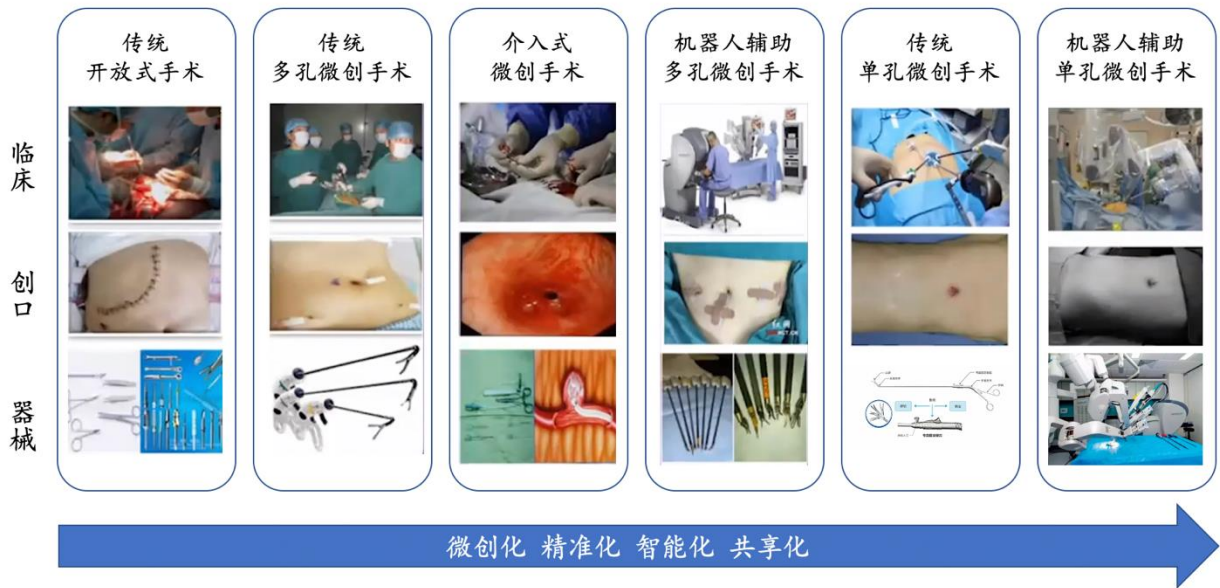 传统
开放式手术
传统
多孔微创手术
介入式
微创手术
机器人辅助
多孔微创手术
传统
单孔微创手术
机器人辅助
单孔微创手术
临床
创口
器械
微创化 精准化 智能化 共享化